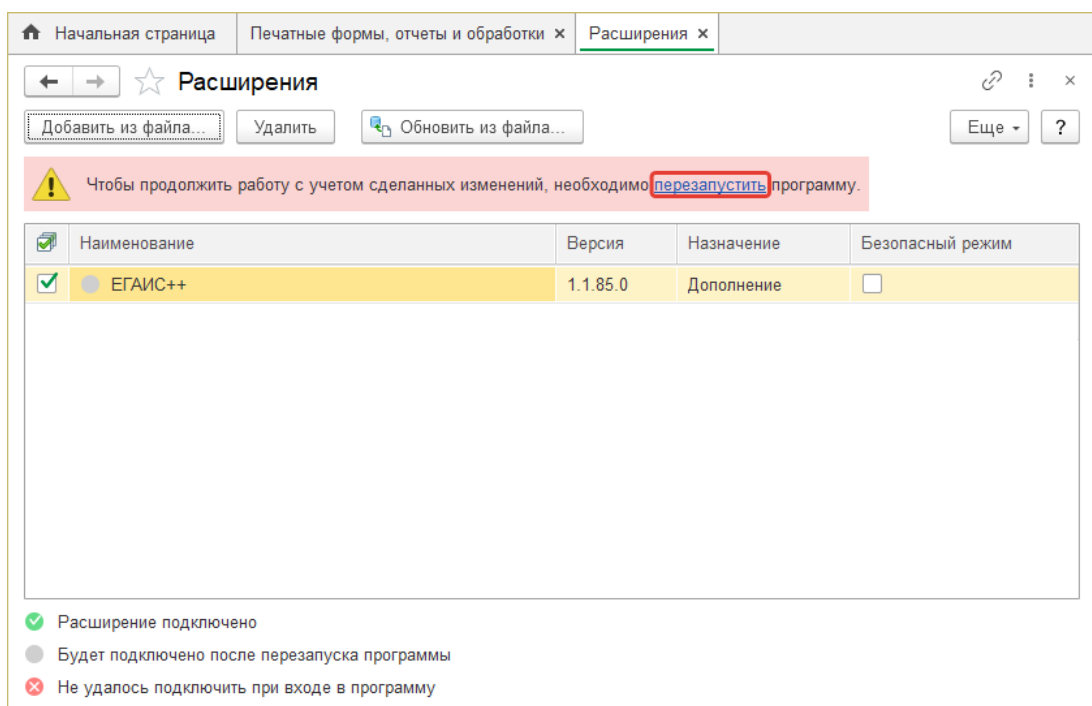 Начальная страница Печатные формы, отчеты и обработки × Расширения ×
Расширения
Добавить из файла... Удалить Обновить из файла... Еще ?
Чтобы продолжить работу с учетом сделанных изменений, необходимо перезапустить программу.
Наименование Версия Назначение Безопасный режим
ЕГАИС++ 1.1.85.0 Дополнение
Расширение подключено
Будет подключено после перезапуска программы
Не удалось подключить при входе в программу